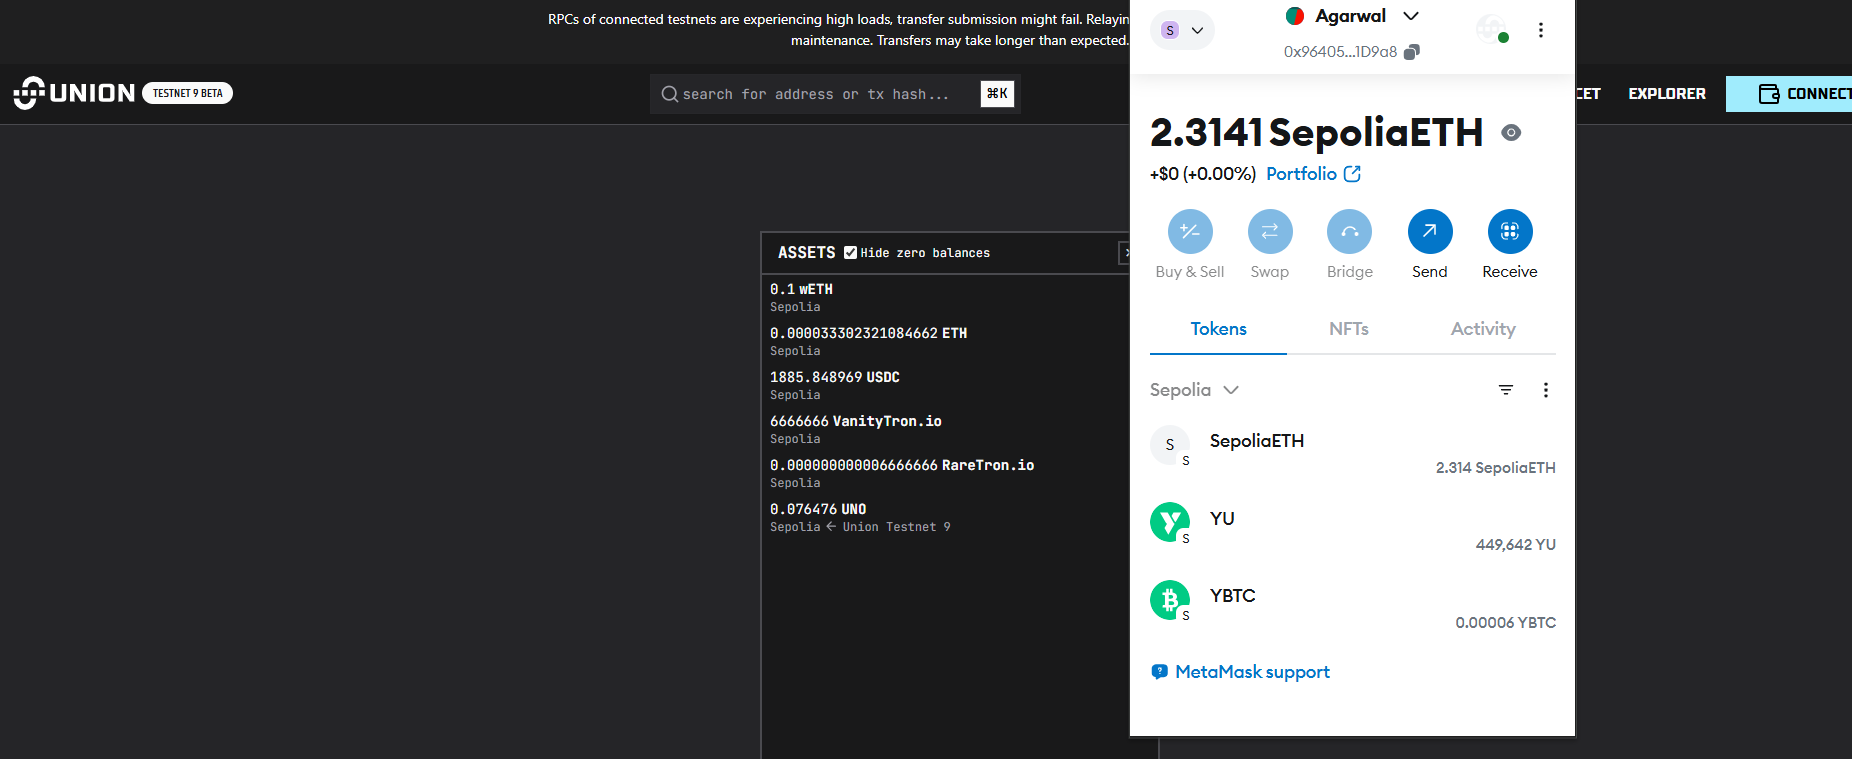 RPCs of connected testnets are experiencing high loads, transfer submission might fail. Relayin
maintenance. Transfers may take longer than expected.
UNION
TESTNET 9 BETA
search for address or tx hash...
⌘K
CET
EXPLORER
CONNECT
ASSETS
Hide zero balances
0.1 wETH
Sepolia
0.000033302321084662 ETH
Sepolia
1885.848969 USDC
Sepolia
6666666 VanityTron.io
Sepolia
0.000000000006666666 RareTron.io
Sepolia
0.076476 UNO
Sepolia ← Union Testnet 9
S
Agarwal
0x96405...1D9a8
2.3141 SepoliaETH
+$0 (+0.00%) Portfolio
Buy & Sell
Swap
Bridge
Send
Receive
Tokens
NFTs
Activity
Sepolia
S
S
SepoliaETH
2.314 SepoliaETH
S
YU
449,642 YU
S
YBTC
0.00006 YBTC
MetaMask support